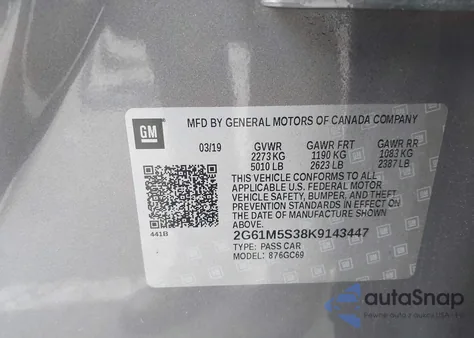 GM
MFD BY GENERAL MOTORS OF CANADA COMPANY
03/19 GVWR GAWR FRT GAWR RR
2273 KG 1190 KG 1083 KG
5010 LB 2623 LB 2387 LB
THIS VEHICLE CONFORMS TO ALL
APPLICABLE U.S. FEDERAL MOTOR
VEHICLE SAFETY, BUMPER, AND THEFT
PREVENTION STANDARDS IN EFFECT ON
THE DATE OF MANUFACTURE SHOWN
ABOVE.
441B
2G61M5S38K9143447
TYPE: PASS CAR
MODEL: 876GC69
autaSnap